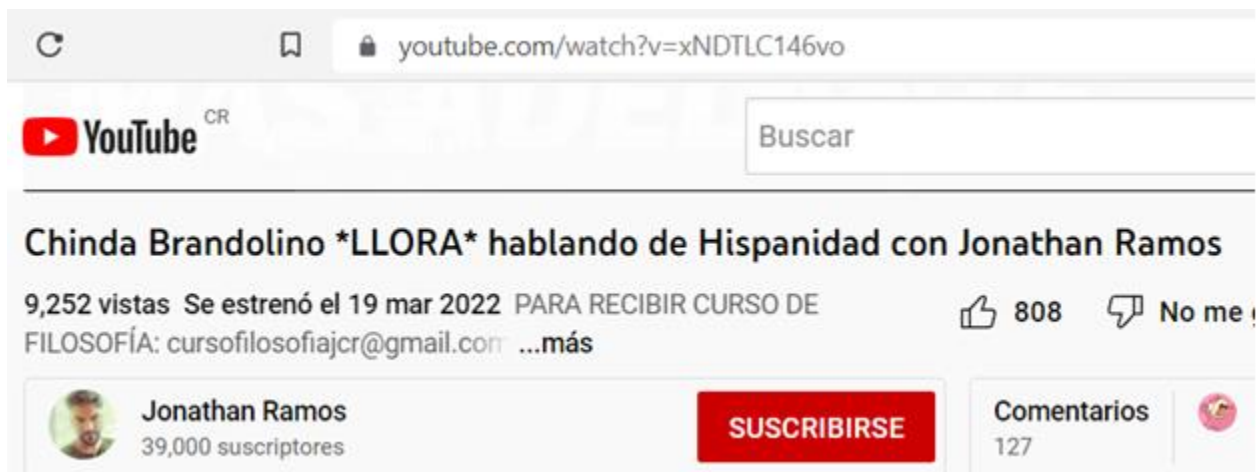 youtube.com/watch?v=xNDTLC146vo
YouTube CR
Buscar
Chinda Brandolino *LLORA* hablando de Hispanidad con Jonathan Ramos
9,252 vistas Se estrenó el 19 mar 2022 PARA RECIBIR CURSO DE
FILOSOFÍA: cursofilosofiajcr@gmail.com ...más
808 No me
Jonathan Ramos
39,000 suscriptores
SUSCRIBIRSE
Comentarios
127